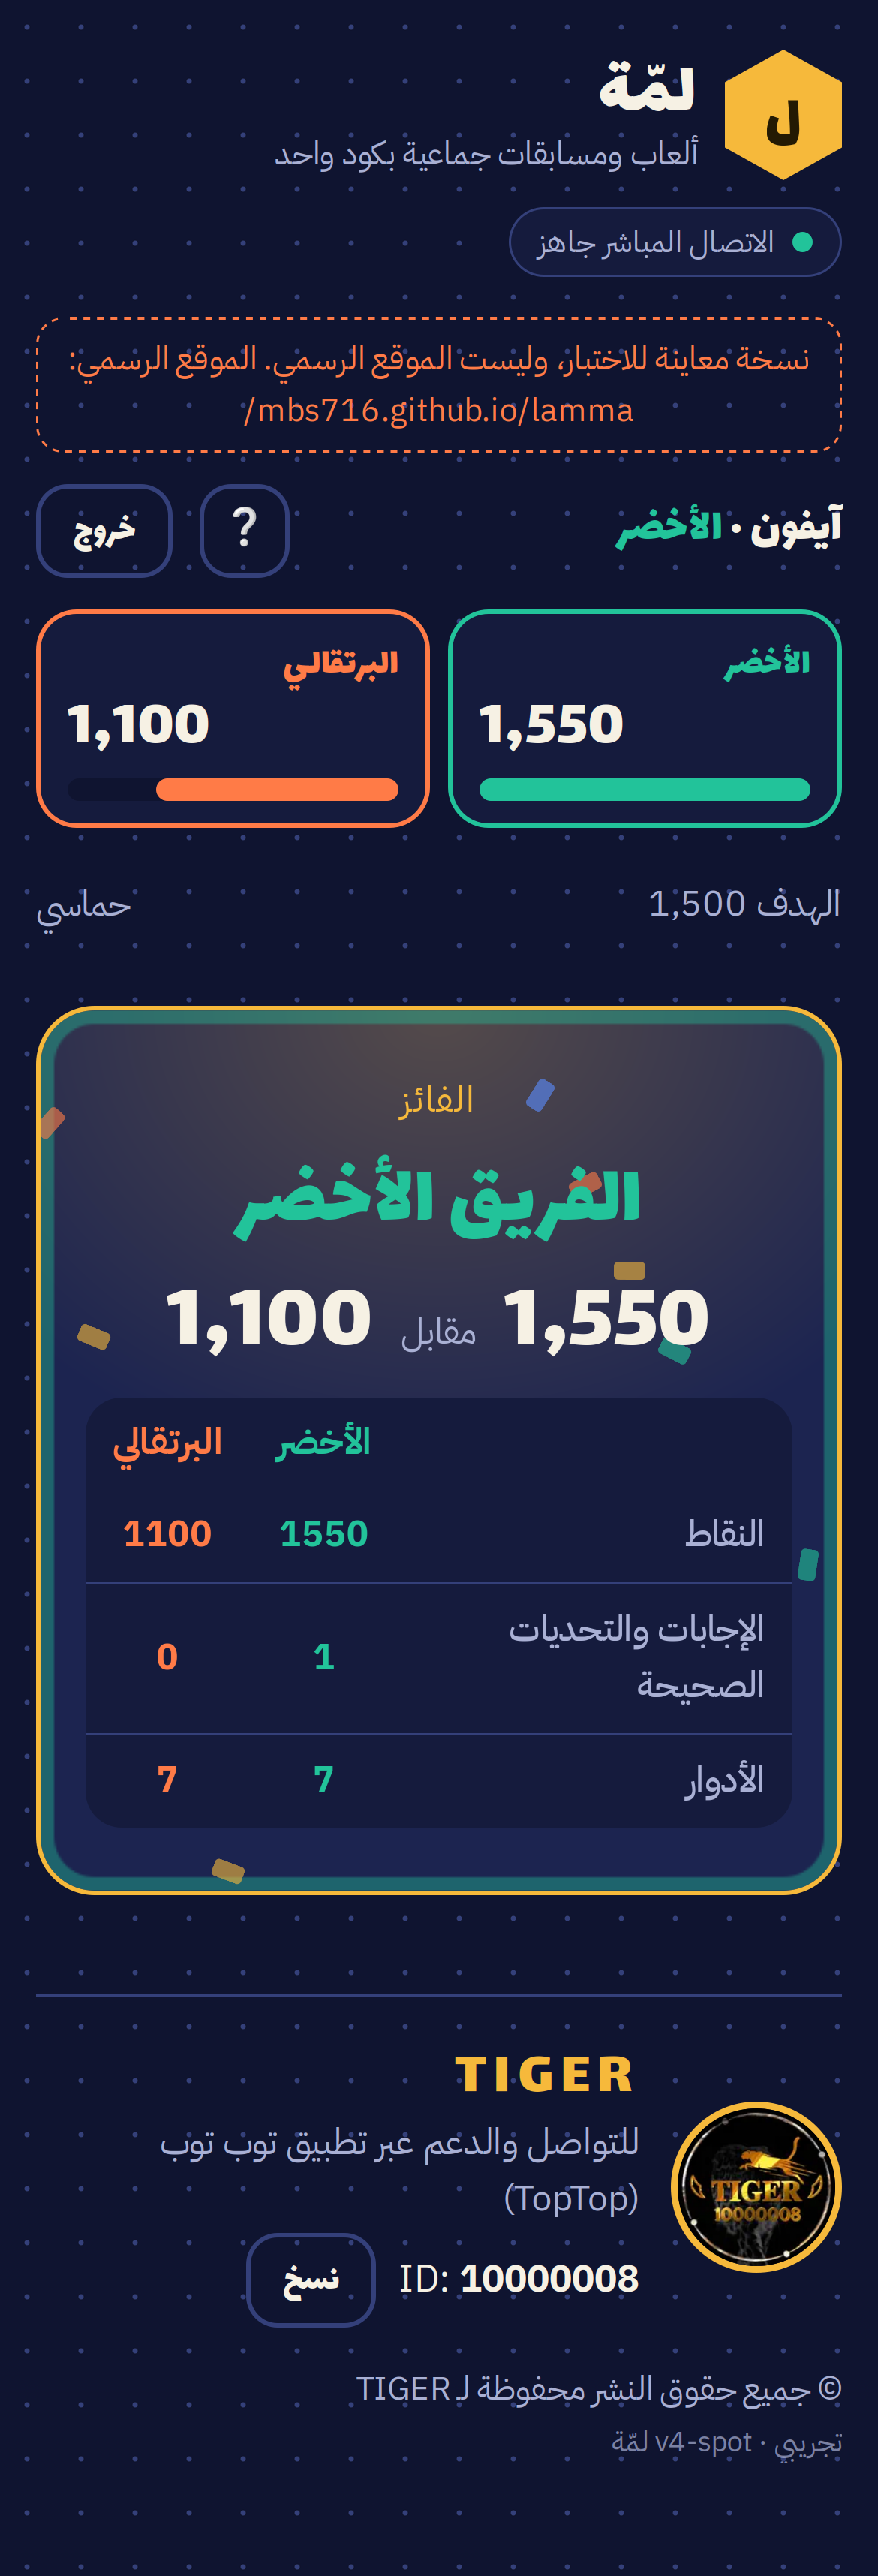 ل
لمّة
ألعاب ومسابقات جماعية بكود واحد
الاتصال المباشر جاهز
نسخة معاينة للاختبار، وليست الموقع الرسمي. الموقع الرسمي:
mbs716.github.io/lamma/
آيفون · الأخضر
?
خروج
الأخضر
1,550
البرتقالي
1,100
الهدف 1,500
حماسي
الفائز
الفريق الأخضر
1,550 مقابل 1,100
الأخضر البرتقالي
النقاط 1550 1100
الإجابات والتحديات
الصحيحة 1 0
الأدوار 7 7
TIGER
للتواصل والدعم عبر تطبيق توب توب
(TopTop)
ID: 10000008
نسخ
TIGER
10000008
© جميع حقوق النشر محفوظة لـ TIGER
تجريبي · v4-spot لمّة